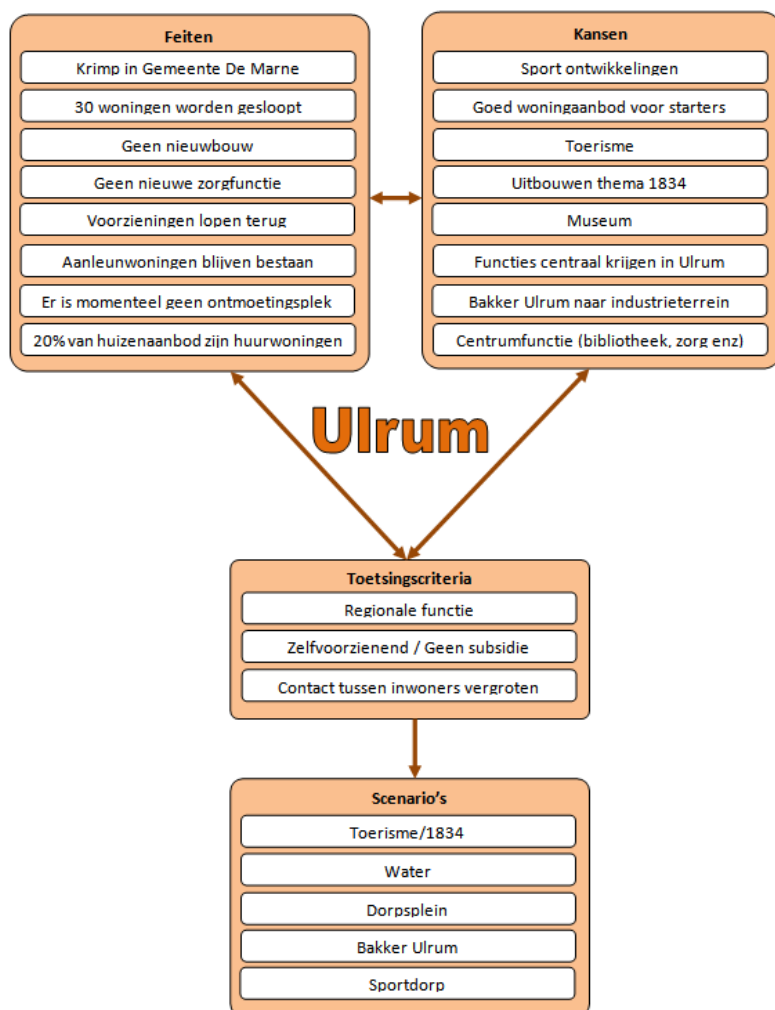 Feiten
Krimp in Gemeente De Marne
30 woningen worden gesloopt
Geen nieuwbouw
Geen nieuwe zorgfunctie
Voorzieningen lopen terug
Aanleunwoningen blijven bestaan
Er is momenteel geen ontmoetingsplek
20% van huizenaanbod zijn huurwoningen
Kansen
Sport ontwikkelingen
Goed woningaanbod voor starters
Toerisme
Uitbouwen thema 1834
Museum
Functies centraal krijgen in Ulrum
Bakker Ulrum naar industrieterrein
Centrumfunctie (bibliotheek, zorg enz)
Ulrum
Toetsingscriteria
Regionale functie
Zelfvoorzienend / Geen subsidie
Contact tussen inwoners vergroten
Scenario's
Toerisme/1834
Water
Dorpsplein
Bakker Ulrum
Sportdorp